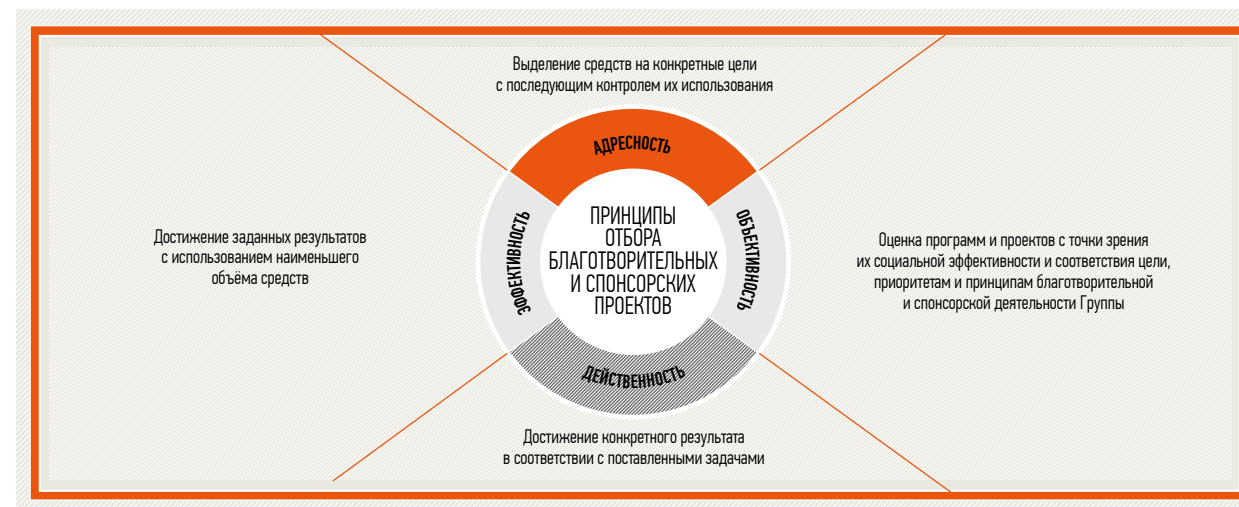 Выделение средств на конкретные цели
с последующим контролем их использования
АДРЕСНОСТЬ
ЭФФЕКТИВНОСТЬ
ПРИНЦИПЫ
ОТБОРА
БЛАГОТВОРИТЕЛЬНЫХ
И СПОНСОРСКИХ
ПРОЕКТОВ
ОБЪЕКТИВНОСТЬ
Достижение заданных результатов
с использованием наименьшего
объёма средств
Оценка программ и проектов с точки зрения
их социальной эффективности и соответствия цели,
приоритетам и принципам благотворительной
и спонсорской деятельности Группы
ДЕЙСТВЕННОСТЬ
Достижение конкретного результата
в соответствии с поставленными задачами